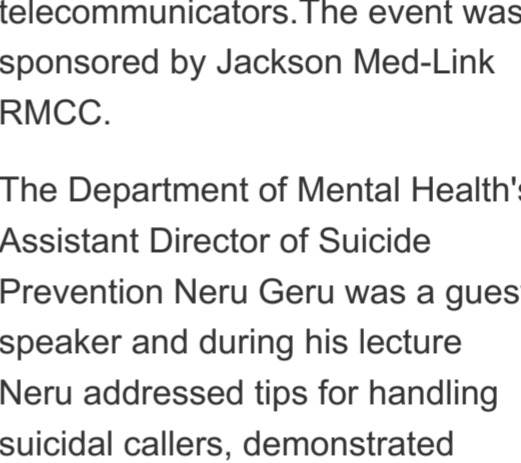 telecommunicators.The event was
sponsored by Jackson Med-Link
RMCC.
The Department of Mental Health's
Assistant Director of Suicide
Prevention Neru Geru was a guest
speaker and during his lecture
Neru addressed tips for handling
suicidal callers, demonstrated